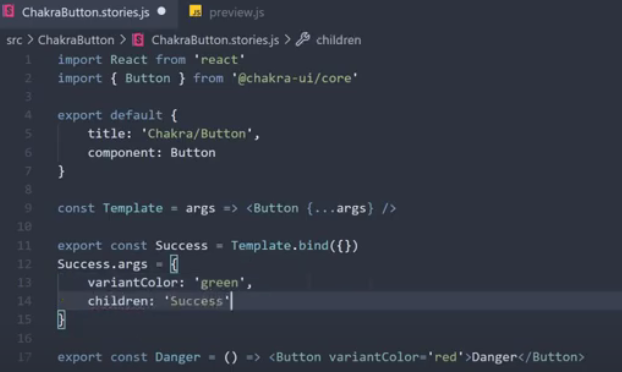 ChakraButton.stories.js ● preview.js
src > ChakraButton > ChakraButton.stories.js > children
1 import React from 'react'
2 import { Button } from '@chakra-ui/core'
3
4 export default {
5 title: 'Chakra/Button',
6 component: Button
7 }
8
9 const Template = args => <Button {...args} />
10
11 export const Success = Template.bind({})
12 Success.args = {
13 variantColor: 'green',
14 children: 'Success'
15 }
16
17 export const Danger = () => <Button variantColor='red'>Danger</Button>